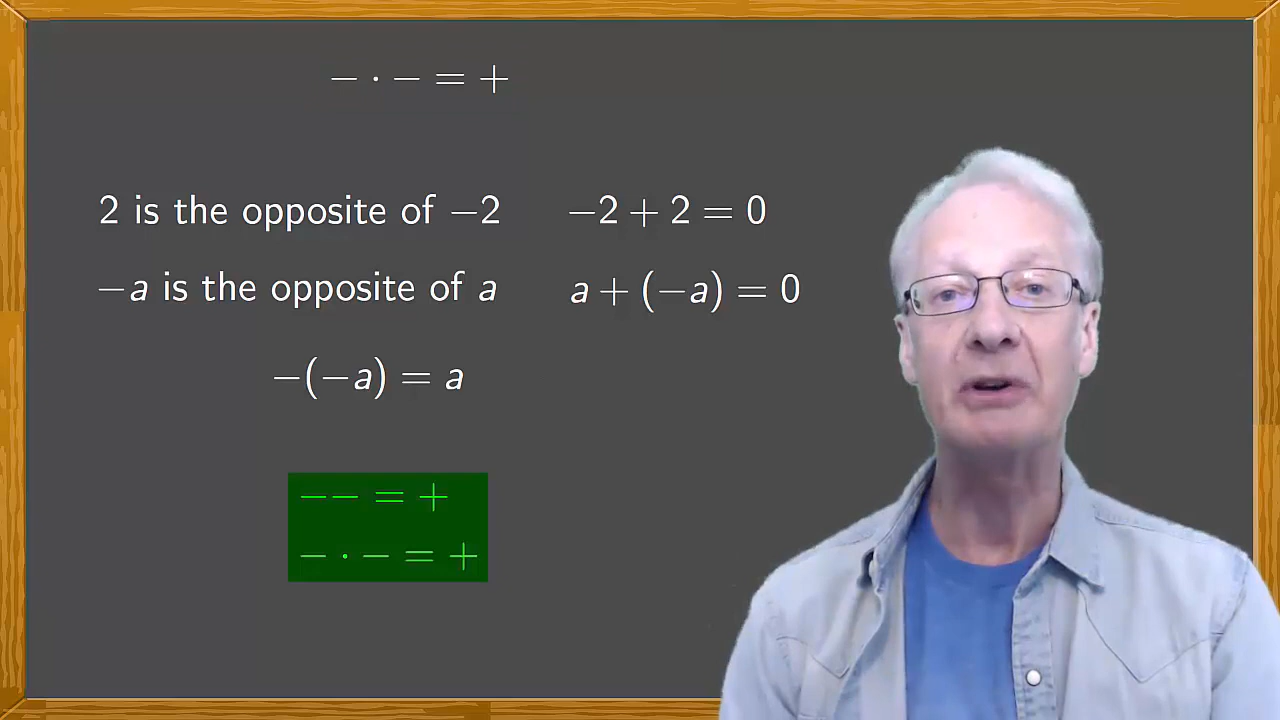 − · − = +
2 is the opposite of −2 −2 + 2 = 0
−a is the opposite of a a + (−a) = 0
−(−a) = a
−− = +
− · − = +